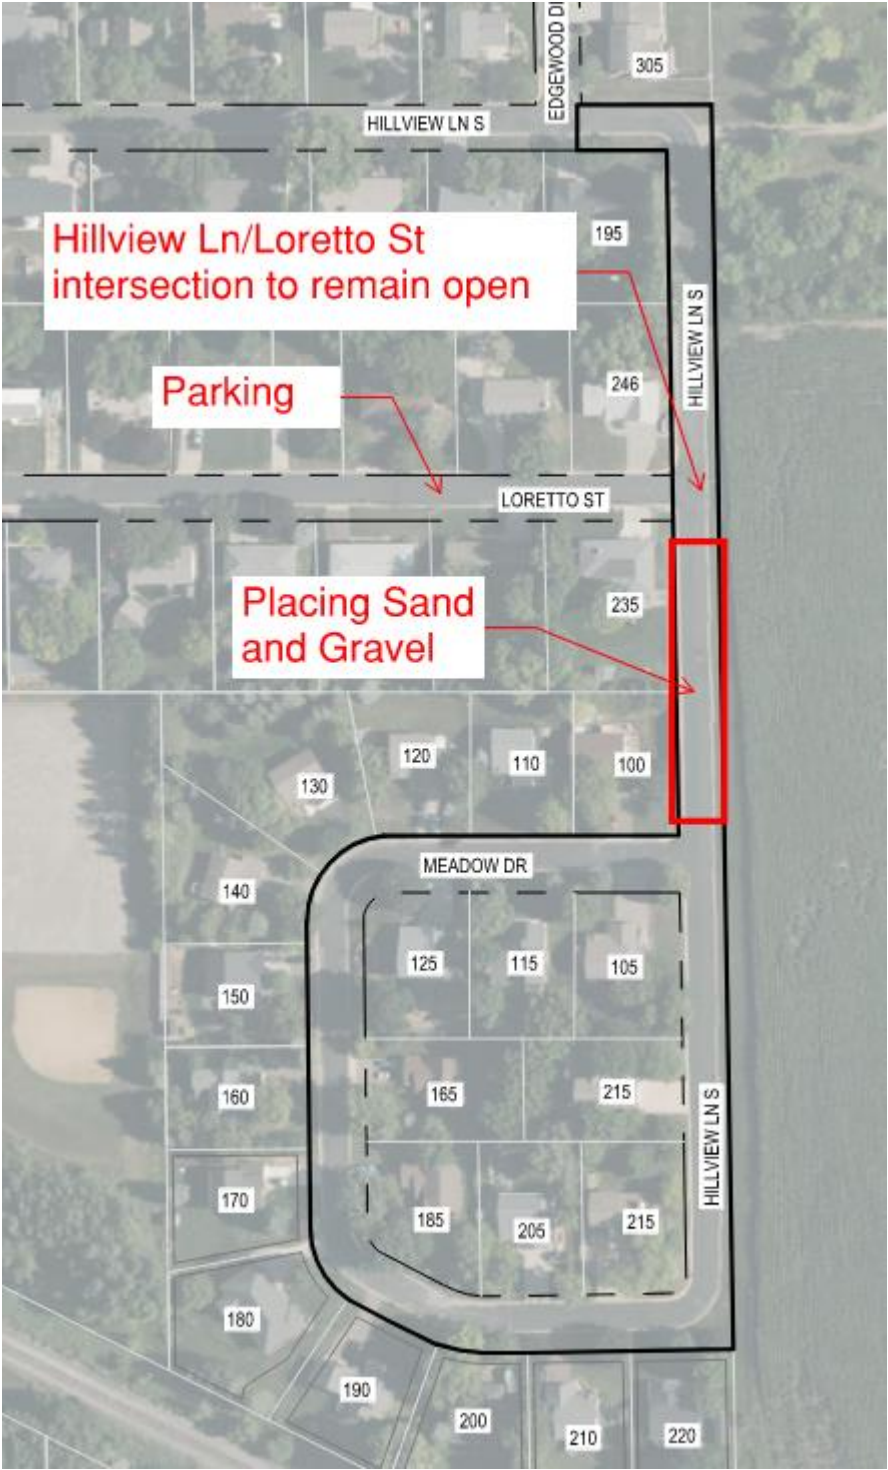 EDGEWOOD
305
HILLVIEW LN S
Hillview Ln/Loretto St
intersection to remain open
195
HILLVIEW LN S
Parking
246
LORETTO ST
Placing Sand
and Gravel
235
120
110
100
130
MEADOW DR
140
125
115
105
150
160
165
215
HILLVIEW LN S
170
185
205
215
180
190
200
210
220